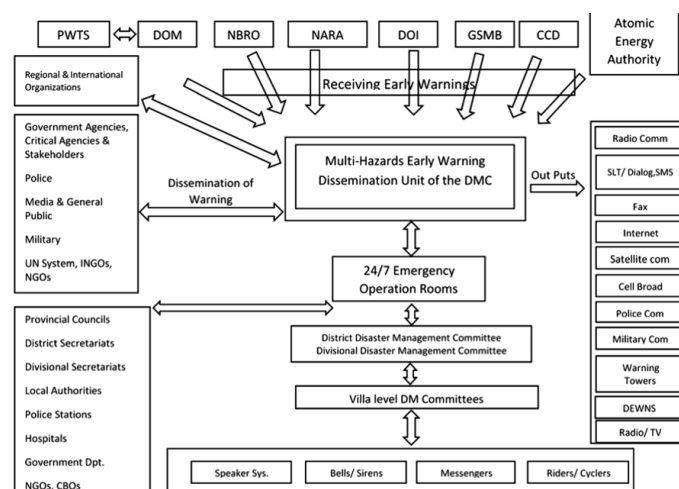 PWTS
DOM
NBRO
NARA
DOI
GSMB
CCD
Atomic
Energy
Authority
Regional & International
Organizations
Receiving Early Warnings
Government Agencies,
Critical Agencies &
Stakeholders
Police
Media & General
Public
Military
UN System, INGOs,
NGOs
Dissemination of
Warning
Multi-Hazards Early Warning
Dissemination Unit of the DMC
Out Puts
Radio Comm
SLT/ Dialog,SMS
Fax
Internet
Satellite com
Cell Broad
Police Com
Military Com
Warning
Towers
DEWNS
Radio/ TV
24/7 Emergency
Operation Rooms
District Disaster Management Committee
Divisional Disaster Management Committee
Villa level DM Committees
Provincial Councils
District Secretariats
Divisional Secretariats
Local Authorities
Police Stations
Hospitals
Government Dpt.
NGOs, CBOs
Speaker Sys.
Bells/ Sirens
Messengers
Riders/ Cyclers